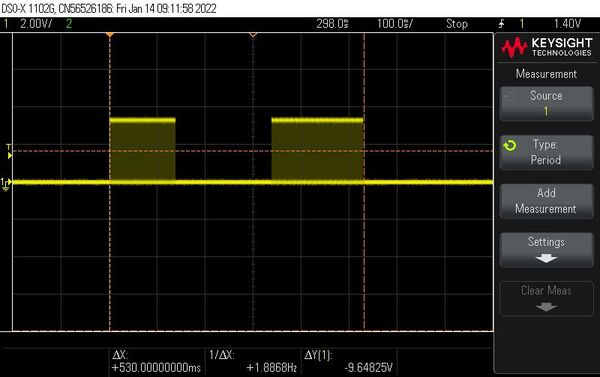 DSO-X 1102G, CN56526186: Fri Jan 14 09:11:58 2022
1 2.00V/ 2 298.0s 100.0s/ Stop 1 1.40V
KEYSIGHT
TECHNOLOGIES
Measurement
Source
1
Type:
Period
Add
Measurement
Settings
Clear Meas
T
1
ΔX:
+530.00000000ms
1/ΔX:
+1.8868Hz
ΔY(1):
-9.64825V